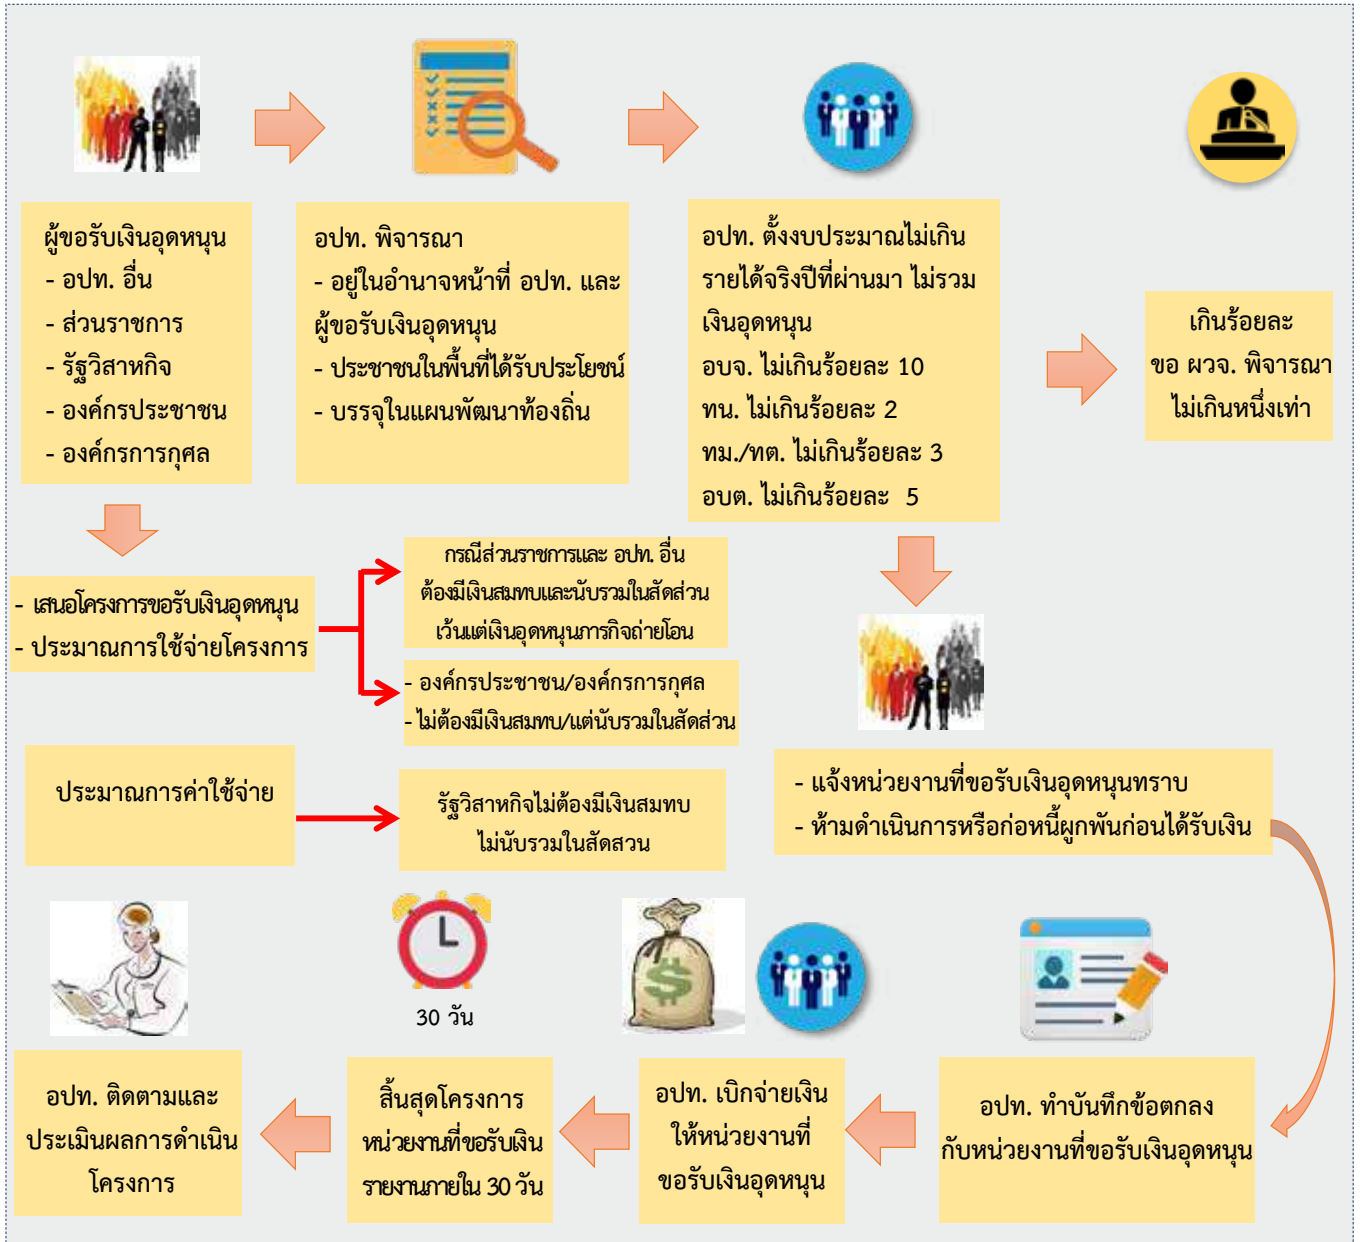 ผู้ขอรับเงินอุดหนุน
- อปท. อื่น
- ส่วนราชการ
- รัฐวิสาหกิจ
- องค์กรประชาชน
- องค์กรการกุศล
อปท. พิจารณา
- อยู่ในอำนาจหน้าที่ อปท. และ
ผู้ขอรับเงินอุดหนุน
- ประชาชนในพื้นที่ได้รับประโยชน์
- บรรจุในแผนพัฒนาท้องถิ่น
อปท. ตั้งงบประมาณไม่เกิน
รายได้จริงปีที่ผ่านมา ไม่รวม
เงินอุดหนุน
อบจ. ไม่เกินร้อยละ 10
ทน. ไม่เกินร้อยละ 2
ทม./ทต. ไม่เกินร้อยละ 3
อบต. ไม่เกินร้อยละ 5
เกินร้อยละ
ขอ ผวจ. พิจารณา
ไม่เกินหนึ่งเท่า
- เสนอโครงการขอรับเงินอุดหนุน
- ประมาณการใช้จ่ายโครงการ
กรณีส่วนราชการและ อปท. อื่น
ต้องมีเงินสมทบและนับรวมในสัดส่วน
เว้นแต่เงินอุดหนุนภารกิจถ่ายโอน
- องค์กรประชาชน/องค์กรการกุศล
- ไม่ต้องมีเงินสมทบ/แต่นับรวมในสัดส่วน
ประมาณการค่าใช้จ่าย
รัฐวิสาหกิจไม่ต้องมีเงินสมทบ
ไม่นับรวมในสัดสวน
- แจ้งหน่วยงานที่ขอรับเงินอุดหนุนทราบ
- ห้ามดำเนินการหรือก่อหนี้ผูกพันก่อนได้รับเงิน
30 วัน
อปท. ติดตามและ
ประเมินผลการดำเนิน
โครงการ
สิ้นสุดโครงการ
หน่วยงานที่ขอรับเงิน
รายงานภายใน 30 วัน
อปท. เบิกจ่ายเงิน
ให้หน่วยงานที่
ขอรับเงินอุดหนุน
อปท. ทำบันทึกข้อตกลง
กับหน่วยงานที่ขอรับเงินอุดหนุน